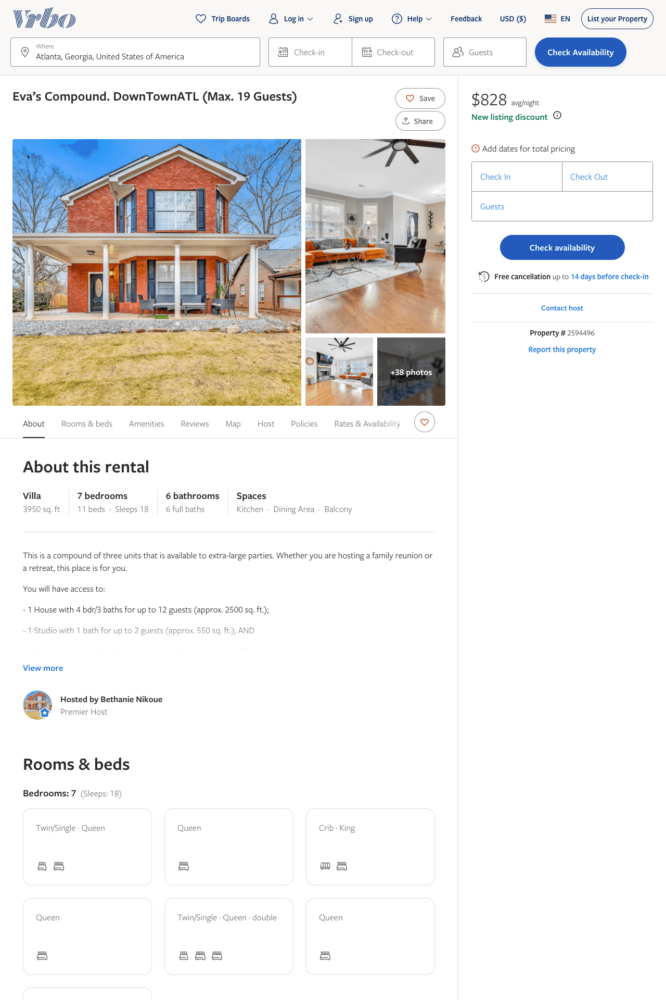 Vrbo
Trip Boards
Log in
Sign up
Help
Feedback
USD ($)
EN
List your Property
Where
Atlanta, Georgia, United States of America
Check-in
Check-out
Guests
Check Availability
Eva’s Compound. DownTownATL (Max. 19 Guests)
Save
Share
+38 photos
$828 avg/night
New listing discount
Add dates for total pricing
Check In
Check Out
Guests
Check availability
Free cancellation up to 14 days before check-in
Contact host
Property # 2594496
Report this property
About
Rooms & beds
Amenities
Reviews
Map
Host
Policies
Rates & Availability
About this rental
Villa
3950 sq. ft
7 bedrooms
11 beds · Sleeps 18
6 bathrooms
6 full baths
Spaces
Kitchen · Dining Area · Balcony
This is a compound of three units that is available to extra-large parties. Whether you are hosting a family reunion or
a retreat, this place is for you.
You will have access to:
- 1 House with 4 bdr/3 baths for up to 12 guests (approx. 2500 sq. ft.);
- 1 Studio with 1 bath for up to 2 guests (approx. 550 sq. ft.); AND
View more
Hosted by Bethanie Nikoue
Premier Host
Rooms & beds
Bedrooms: 7 (Sleeps: 18)
Twin/Single · Queen
Queen
Crib · King
Queen
Twin/Single · Queen · double
Queen